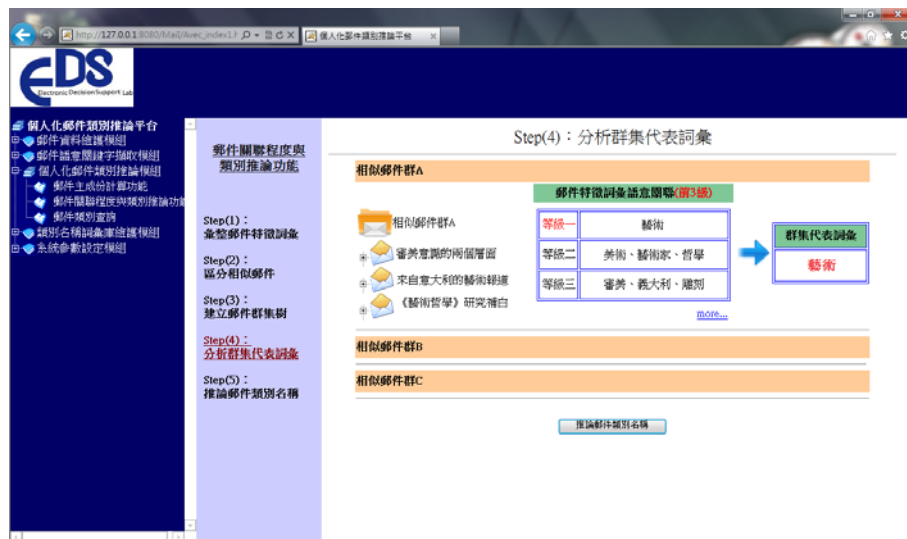 http://127.0.0.1:8080/Mail/Avec_index1.h
個人化郵件類別推論平台
EDS
Electronic Decision Support Lab
個人化郵件類別推論平台
郵件資料維護模組
郵件語意關鍵字擷取模組
個人化郵件類別推論模組
郵件主成份計算功能
郵件關聯程度與類別推論功能
郵件類別查詢
類別名稱詞彙庫維護模組
系統參數設定模組
郵件關聯程度與
類別推論功能
Step(1):
彙整郵件特徵詞彙
Step(2):
區分相似郵件
Step(3):
建立郵件群集樹
Step(4):
分析群集代表詞彙
Step(5):
推論郵件類別名稱
Step(4):分析群集代表詞彙
相似郵件群A
相似郵件群A
審美意識的兩個層面
來自意大利的藝術報道
《藝術哲學》研究補白
郵件特徵詞彙語意關聯(前3級)
等級一 藝術
等級二 美術、藝術家、哲學
等級三 審美、義大利、雕刻
more...
群集代表詞彙
藝術
相似郵件群B
相似郵件群C
推論郵件類別名稱